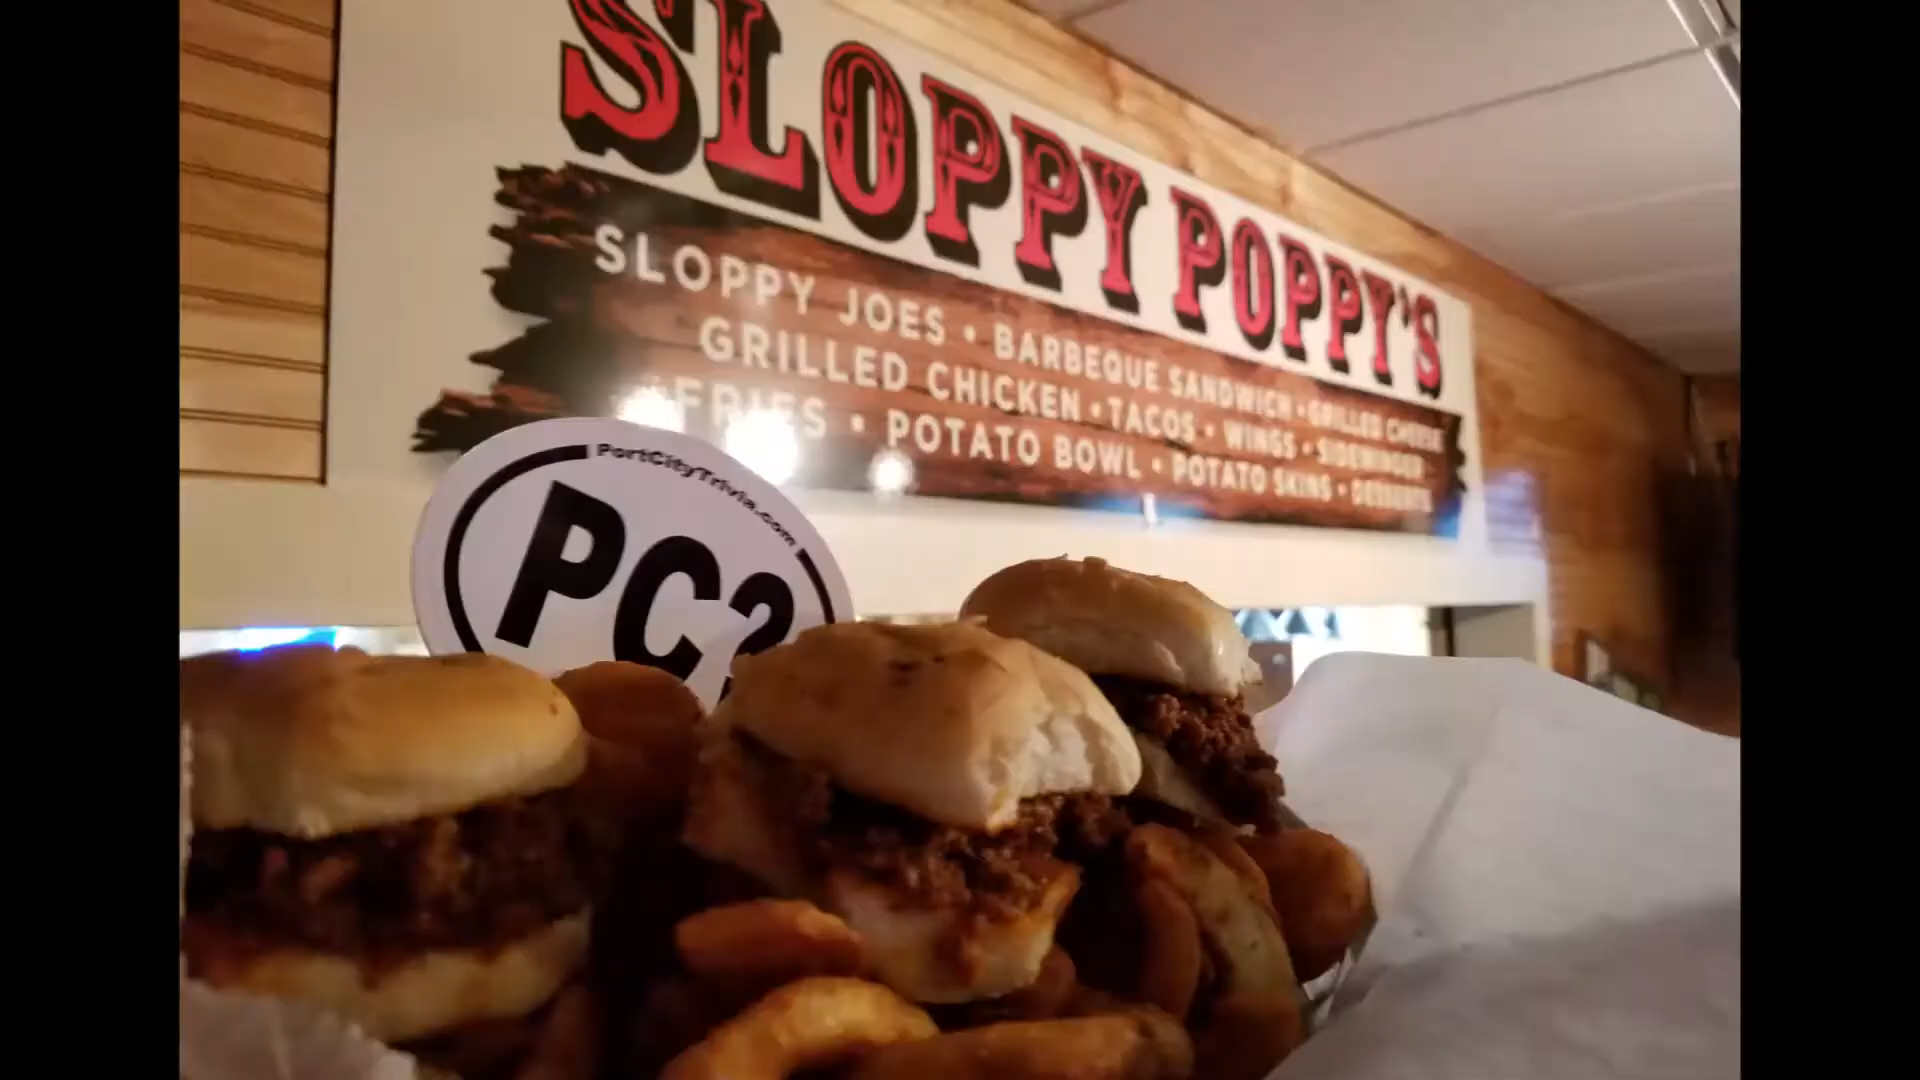 SLOPPY POPPY'S
SLOPPY JOES • BARBEQUE SANDWICH • GRILLED CHEESE
GRILLED CHICKEN • TACOS • WINGS • SIDEWINDER
FRIES • POTATO BOWL • POTATO SKINS • DESSERTS
PortCityTrivia.com
PC?